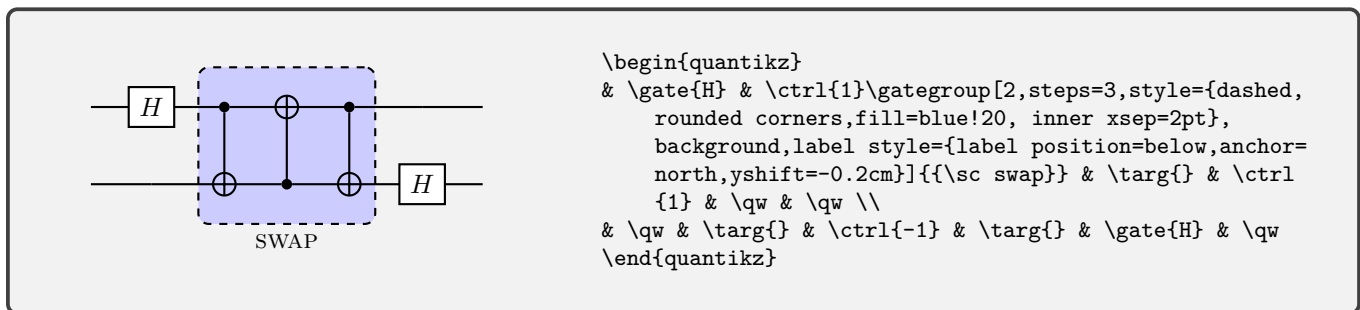 H
H
SWAP
\begin{quantikz}
& \gate{H} & \ctrl{1}\gategroup[2,steps=3,style={dashed,
rounded corners,fill=blue!20, inner xsep=2pt},
background,label style={label position=below,anchor=
north,yshift=-0.2cm}]{{\sc swap}} & \targ{} & \ctrl
{1} & \qw & \qw \\
& \qw & \targ{} & \ctrl{-1} & \targ{} & \gate{H} & \qw
\end{quantikz}